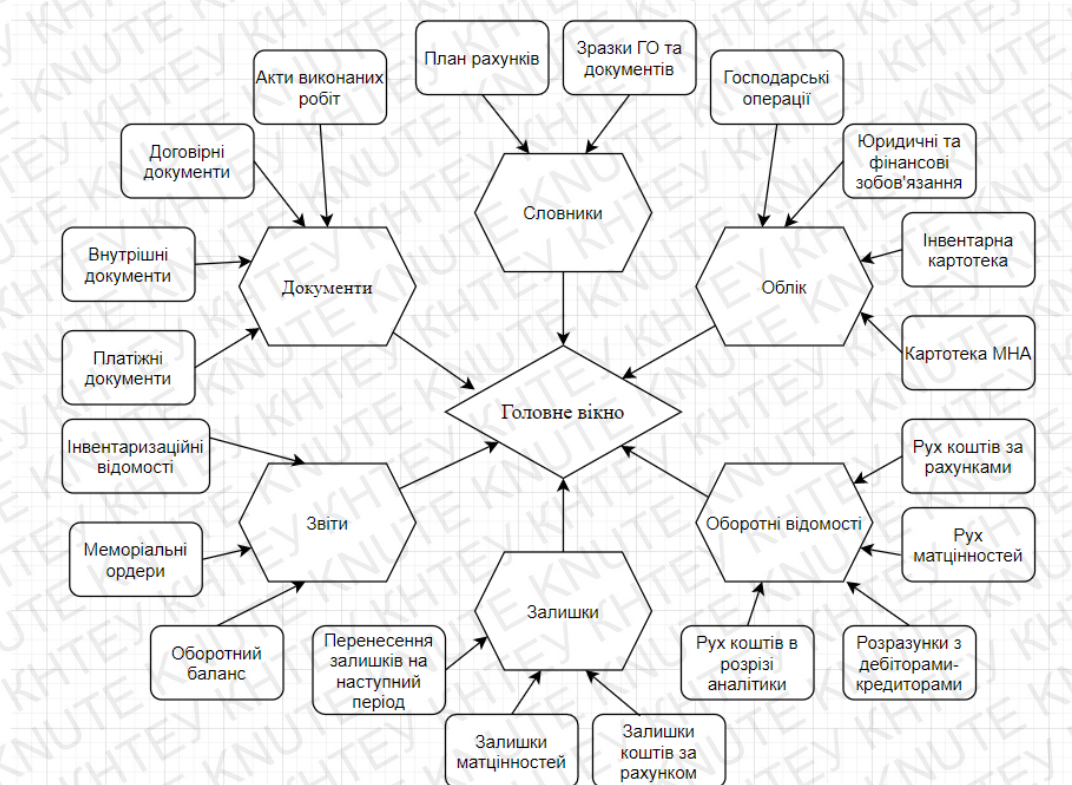 План рахунків
Зразки ГО та
документів
Акти виконаних
робіт
Господарські
операції
Договірні
документи
Юридичні та
фінансові
зобов'язання
Словники
Внутрішні
документи
Документи
Облік
Інвентарна
картотека
Платіжні
документи
Картотека МНА
Головне вікно
Інвентаризаційні
відомості
Рух коштів за
рахунками
Звіти
Оборотні відомості
Меморіальні
ордери
Рух
матцінностей
Залишки
Оборотний
баланс
Перенесення
залишків на
наступний
період
Рух коштів в
розрізі
аналітики
Розразунки з
дебіторами-
кредиторами
Залишки
матцінностей
Залишки
коштів за
рахунком